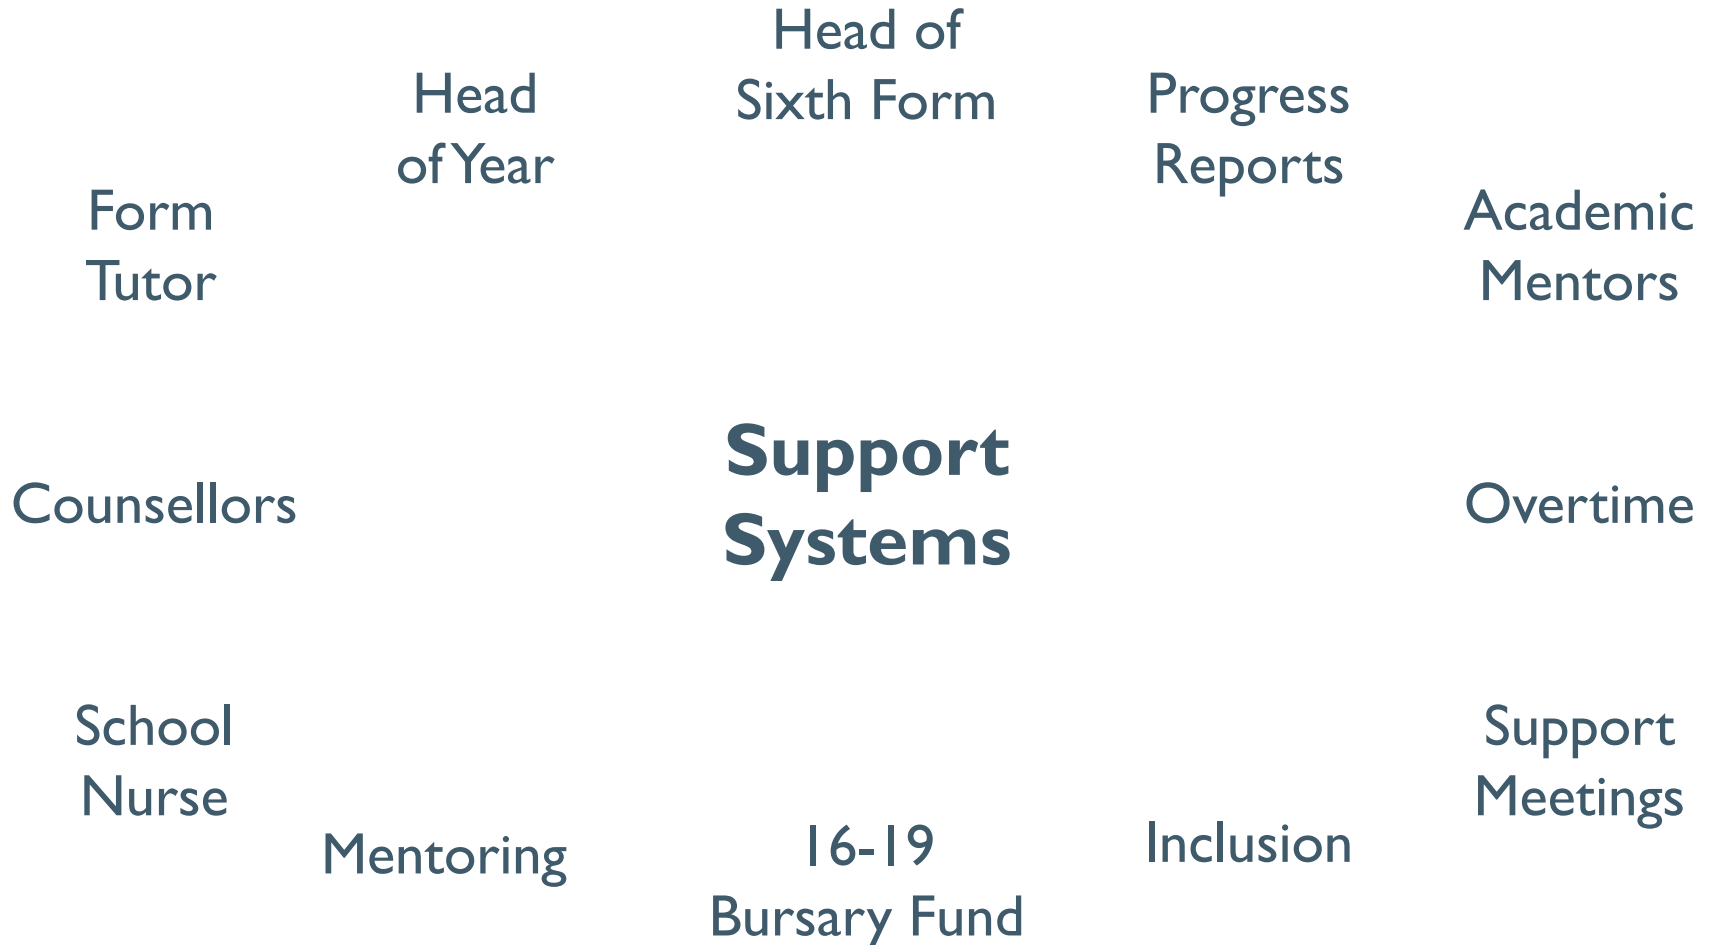 Head of
Sixth Form
Head
of Year
Progress
Reports
Form
Tutor
Academic
Mentors
Support
Systems
Counsellors
Overtime
School
Nurse
Support
Meetings
Mentoring
16-19
Bursary Fund
Inclusion